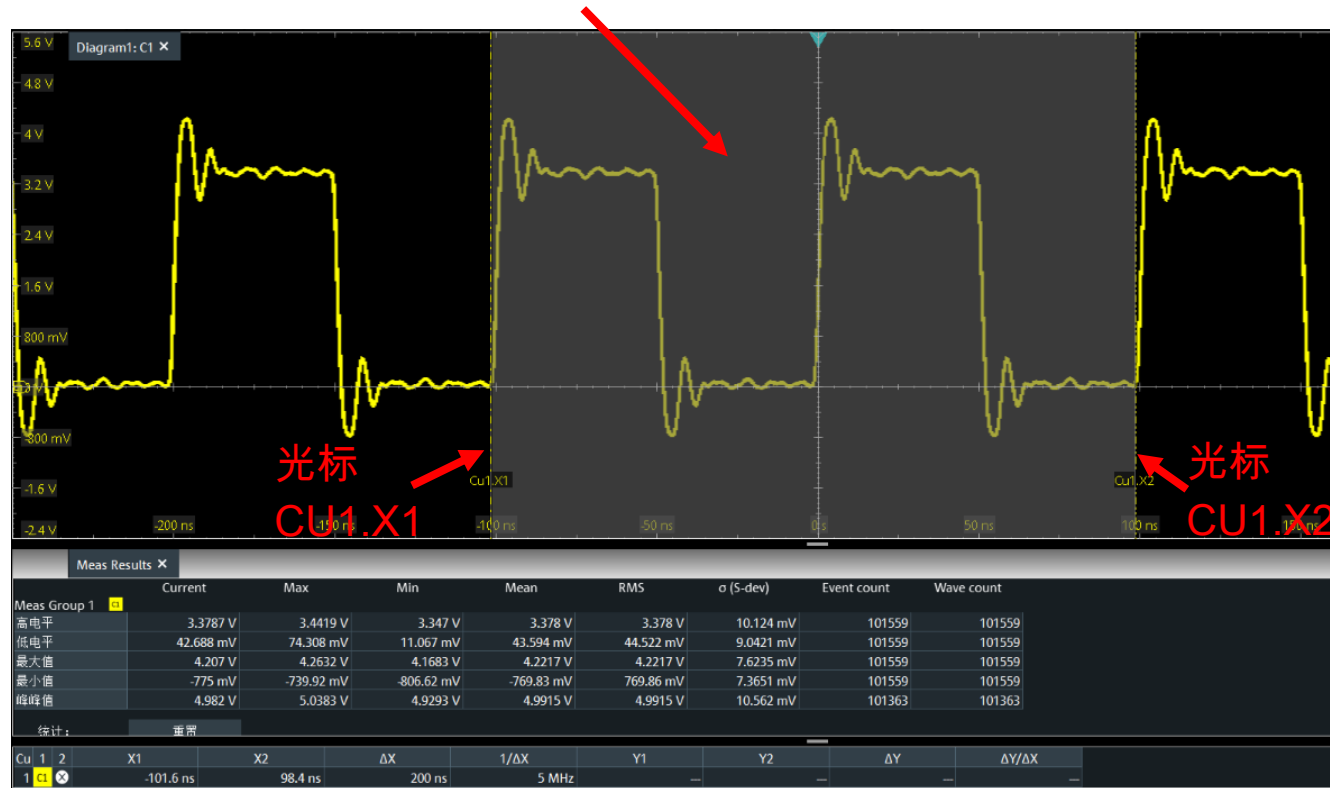 5.6 V
Diagram1: C1 ✕
4.8 V
4 V
3.2 V
2.4 V
1.6 V
800 mV
0 V
-800 mV
-1.6 V
-2.4 V
光标
CU1.X1
光标
CU1.X2
Cu1.X1
Cu1.X2
-200 ns
-150 ns
-100 ns
-50 ns
0 s
50 ns
100 ns
150 ns
Meas Results ✕
Current Max Min Mean RMS σ (S-dev) Event count Wave count
Meas Group 1 C1
高电平 3.3787 V 3.4419 V 3.347 V 3.378 V 3.378 V 10.124 mV 101559 101559
低电平 42.688 mV 74.308 mV 11.067 mV 43.594 mV 44.522 mV 9.0421 mV 101559 101559
最大值 4.207 V 4.2632 V 4.1683 V 4.2217 V 4.2217 V 7.6235 mV 101559 101559
最小值 -775 mV -739.92 mV -806.62 mV -769.83 mV 769.86 mV 7.3651 mV 101559 101559
峰峰值 4.982 V 5.0383 V 4.9293 V 4.9915 V 4.9915 V 10.562 mV 101363 101363
统计: 重置
Cu 1 2 X1 X2 ΔX 1/ΔX Y1 Y2 ΔY ΔY/ΔX
1 C1 X -101.6 ns 98.4 ns 200 ns 5 MHz --- --- --- ---